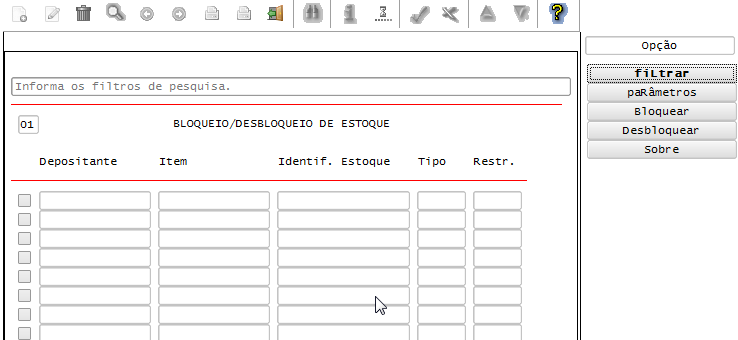 Opção
Informa os filtros de pesquisa.
fiLtrar
paRâmetros
Bloquear
Desbloquear
Sobre
01 BLOQUEIO/DESBLOQUEIO DE ESTOQUE
Depositante Item Identif. Estoque Tipo Restr.